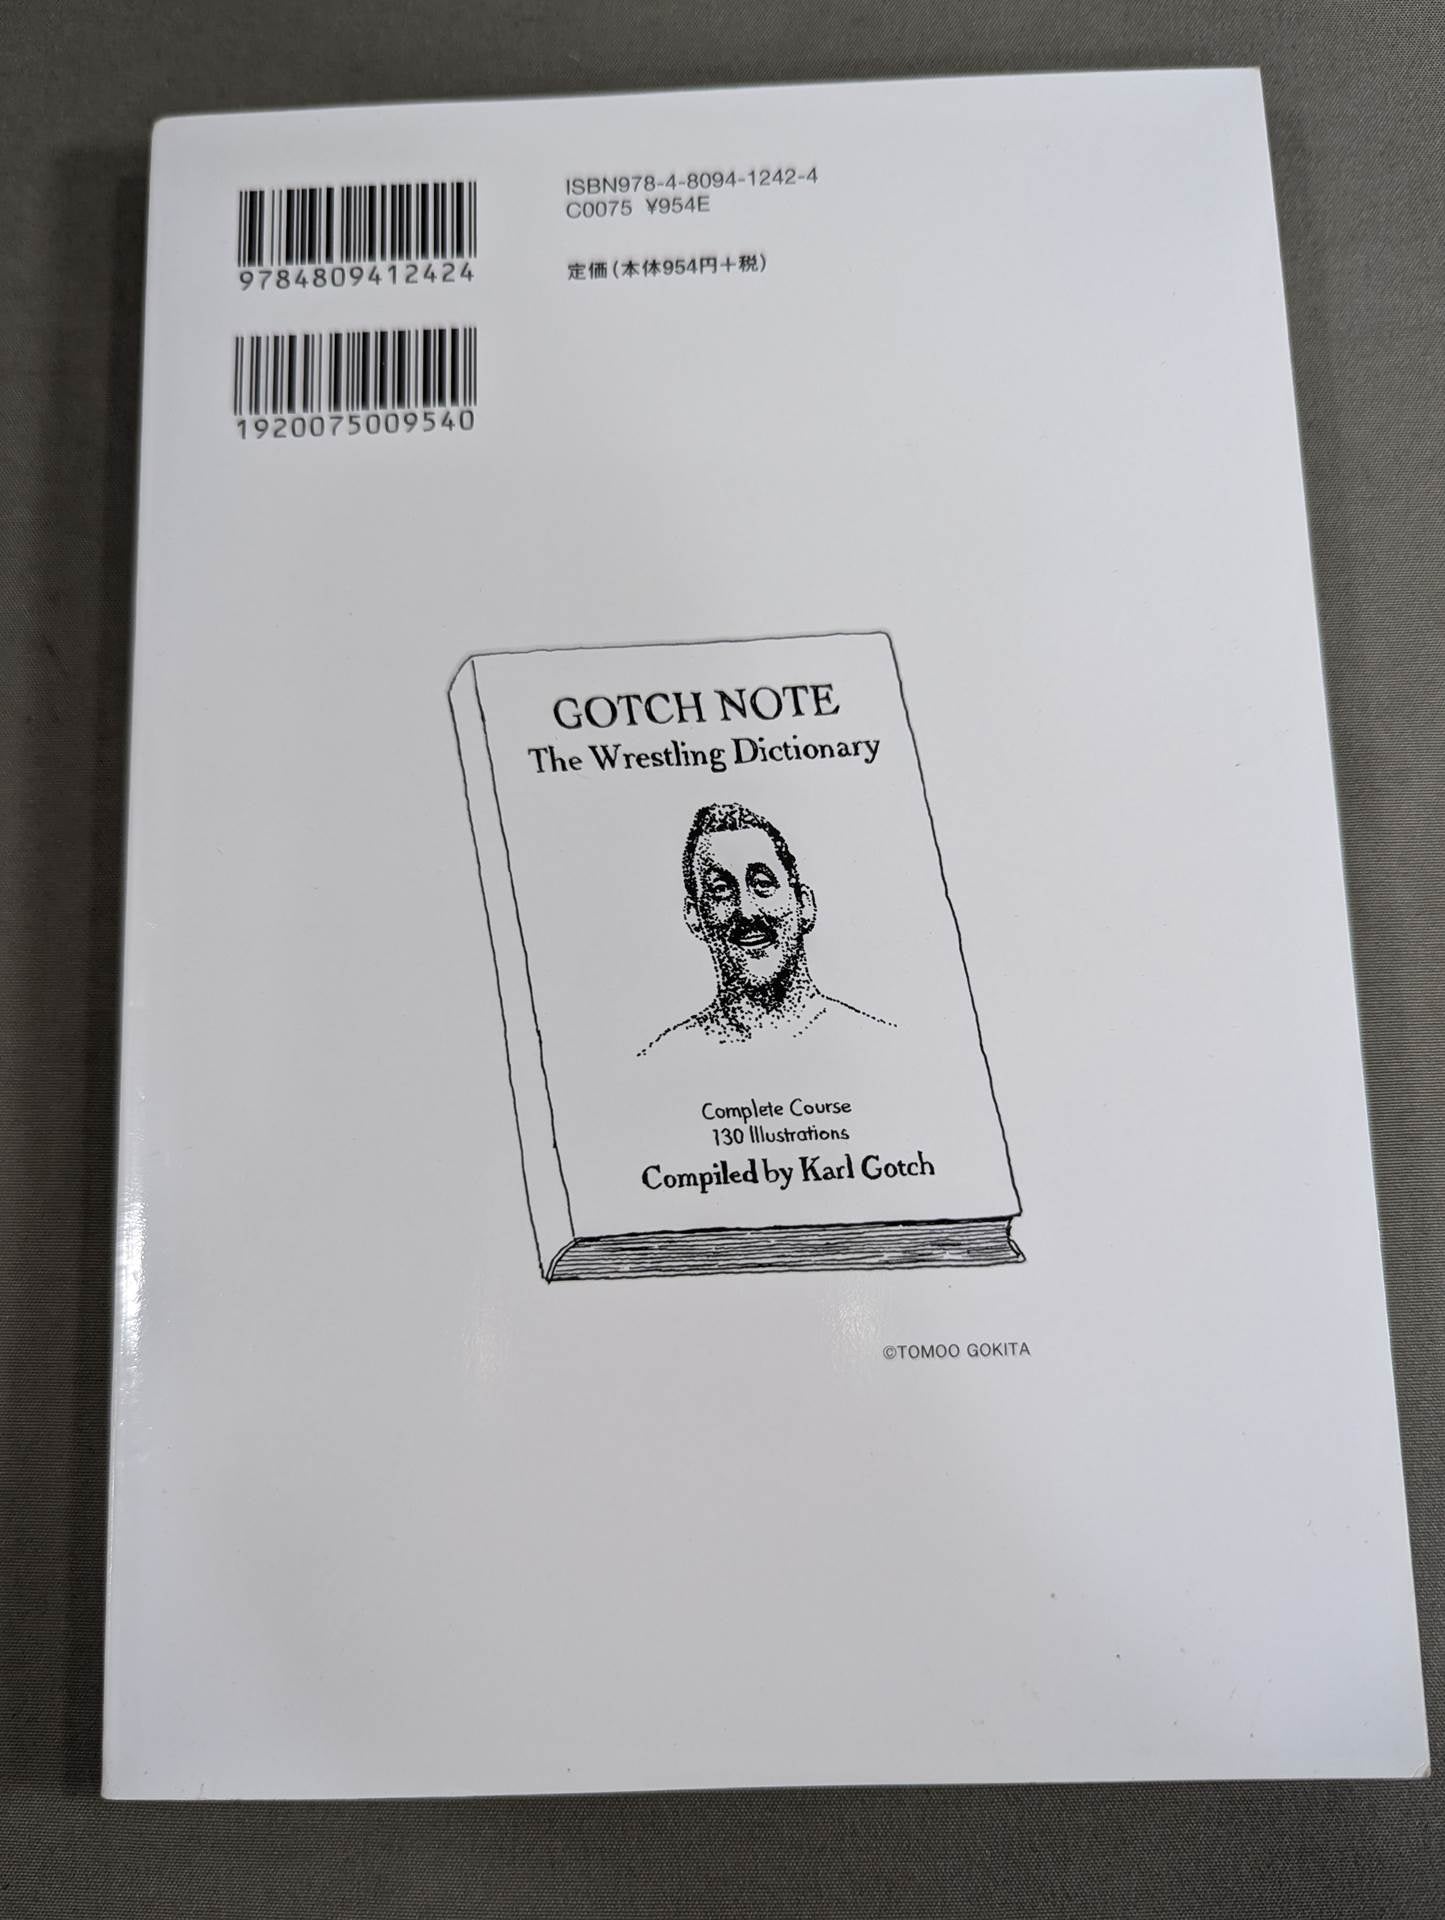 9784809412424
1920075009540
ISBN978-4-8094-1242-4
C0075 ¥954E
定価（本体954円＋税）
GOTCH NOTE
The Wrestling Dictionary
Complete Course
130 Illustrations
Compiled by Karl Gotch
©TOMOO GOKITA